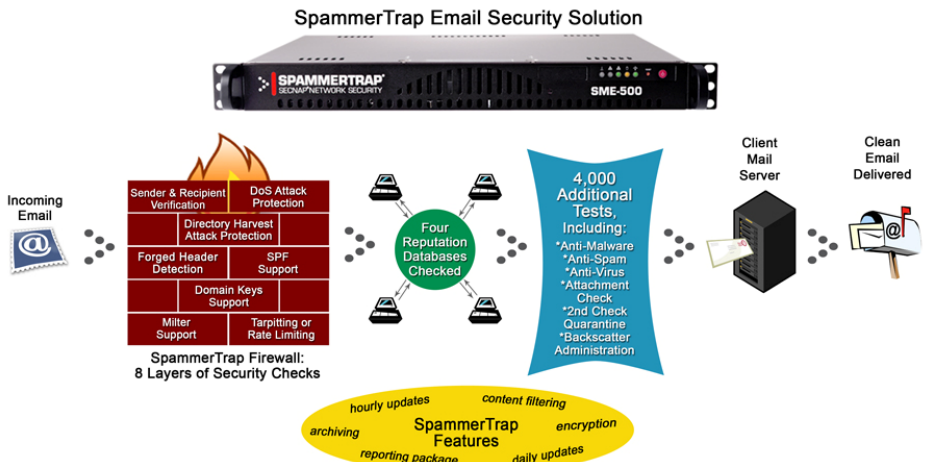 SpammerTrap Email Security Solution
SPAMMERTRAP®
SECNAP® NETWORK SECURITY
SME-500
Incoming
Email
@
Sender & Recipient
Verification
DoS Attack
Protection
Directory Harvest
Attack Protection
Forged Header
Detection
SPF
Support
Domain Keys
Support
Milter
Support
Tarpitting or
Rate Limiting
SpammerTrap Firewall:
8 Layers of Security Checks
Four
Reputation
Databases
Checked
4,000
Additional
Tests,
Including:
*Anti-Malware
*Anti-Spam
*Anti-Virus
*Attachment
Check
*2nd Check
Quarantine
*Backscatter
Administration
Client
Mail
Server
Clean
Email
Delivered
@
hourly updates
content filtering
archiving
SpammerTrap
Features
encryption
reporting package
daily updates